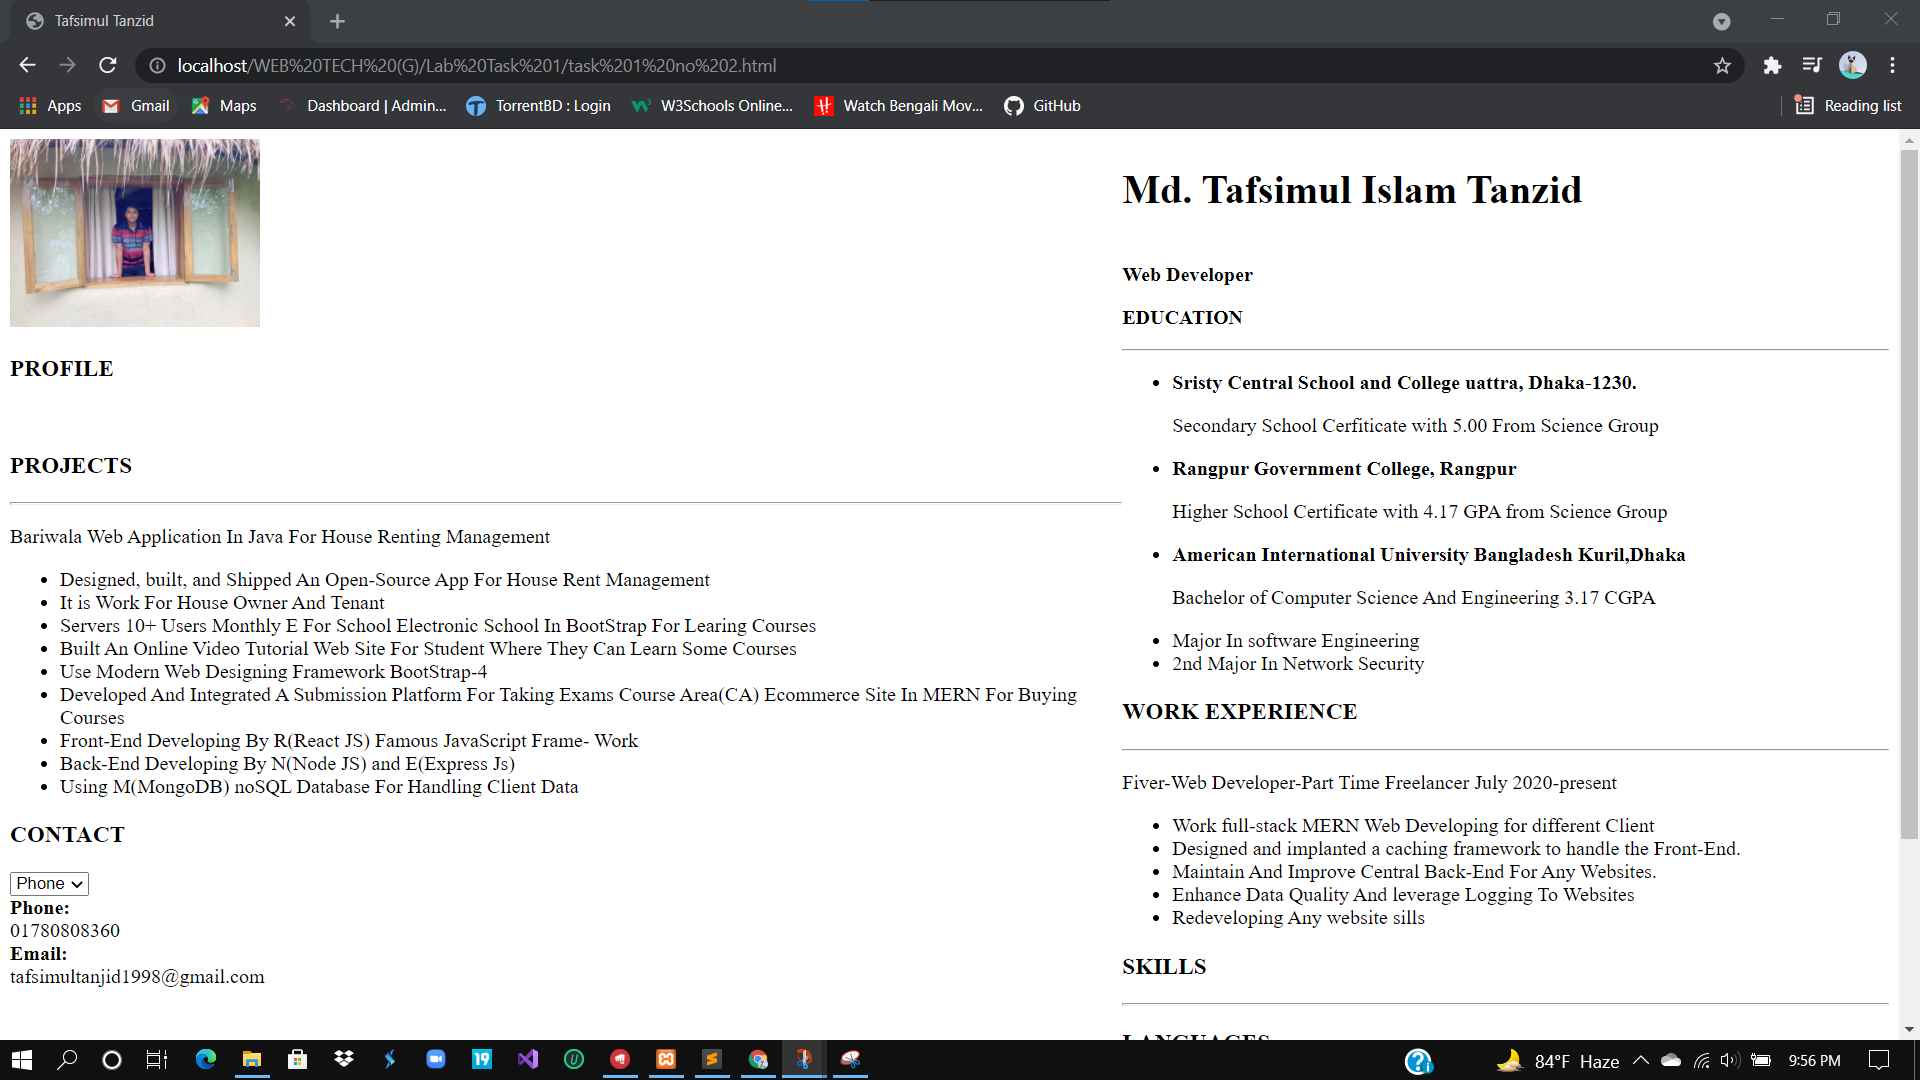 Tafsimul Tanzid
localhost/WEB%20TECH%20(G)/Lab%20Task%201/task%201%20no%202.html
Apps
Gmail
Maps
Dashboard | Admin...
TorrentBD : Login
W3Schools Online...
Watch Bengali Mov...
GitHub
Reading list
PROFILE
PROJECTS
Bariwala Web Application In Java For House Renting Management
Designed, built, and Shipped An Open-Source App For House Rent Management
It is Work For House Owner And Tenant
Servers 10+ Users Monthly E For School Electronic School In BootStrap For Learing Courses
Built An Online Video Tutorial Web Site For Student Where They Can Learn Some Courses
Use Modern Web Designing Framework BootStrap-4
Developed And Integrated A Submission Platform For Taking Exams Course Area(CA) Ecommerce Site In MERN For Buying
Courses
Front-End Developing By R(React JS) Famous JavaScript Frame- Work
Back-End Developing By N(Node JS) and E(Express Js)
Using M(MongoDB) noSQL Database For Handling Client Data
CONTACT
Phone
Phone:
01780808360
Email:
tafsimultanjid1998@gmail.com
Md. Tafsimul Islam Tanzid
Web Developer
EDUCATION
Sristy Central School and College uattra, Dhaka-1230.
Secondary School Cerfiticate with 5.00 From Science Group
Rangpur Government College, Rangpur
Higher School Certificate with 4.17 GPA from Science Group
American International University Bangladesh Kuril,Dhaka
Bachelor of Computer Science And Engineering 3.17 CGPA
Major In software Engineering
2nd Major In Network Security
WORK EXPERIENCE
Fiver-Web Developer-Part Time Freelancer July 2020-present
Work full-stack MERN Web Developing for different Client
Designed and implanted a caching framework to handle the Front-End.
Maintain And Improve Central Back-End For Any Websites.
Enhance Data Quality And leverage Logging To Websites
Redeveloping Any website sills
SKILLS
LANGUAGES
19
84°F Haze
9:56 PM